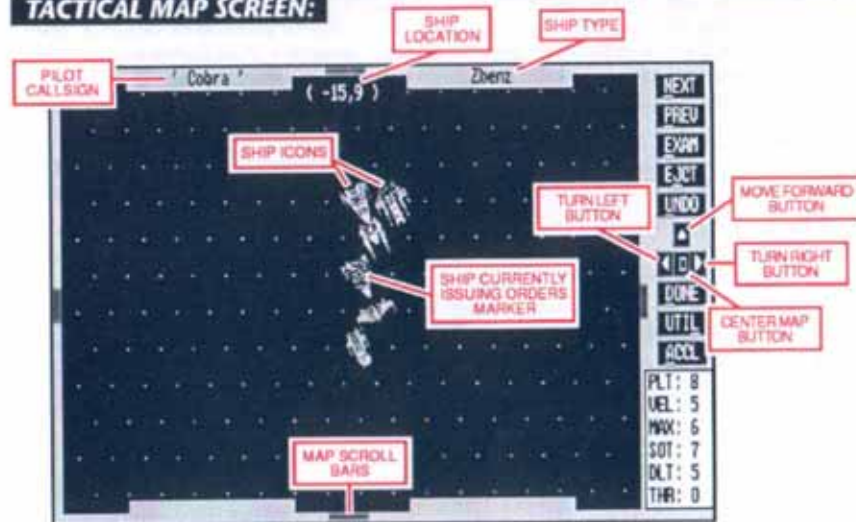 TACTICAL MAP SCREEN:
SHIP
LOCATION
SHIP TYPE
PILOT
CALLSIGN
' Cobra '
( -15,9 )
Zhenz
NEXT
PREV
EXAM
EJCT
UNDO
SHIP ICONS
TURN LEFT
BUTTON
MOVE FORWARD
BUTTON
TURN RIGHT
BUTTON
SHIP CURRENTLY
ISSUING ORDERS
MARKER
DONE
UTIL
CENTER MAP
BUTTON
ACCL
PLT: 8
VEL: 5
MAX: 6
SOT: 7
DLT: 5
THR: 0
MAP SCROLL
BARS